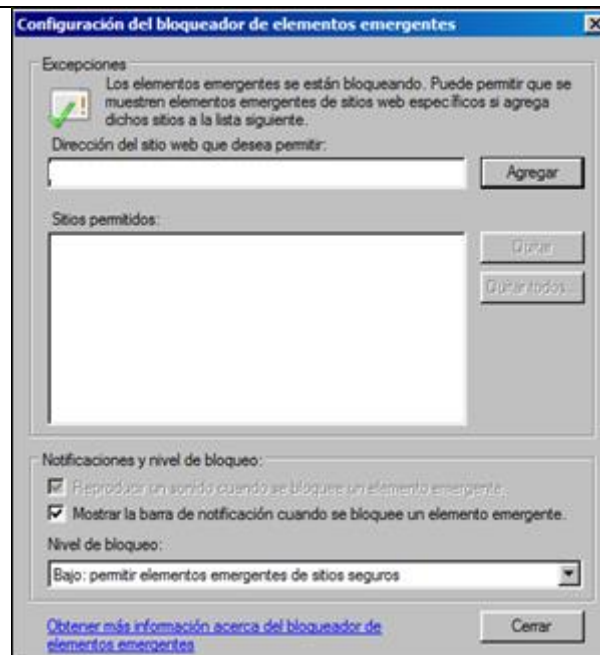 Configuración del bloqueador de elementos emergentes
Excepciones
Los elementos emergentes se están bloqueando. Puede permitir que se
muestren elementos emergentes de sitios web específicos si agrega
dichos sitios a la lista siguiente.
Dirección del sitio web que desea permitir:
Agregar
Sitios permitidos:
Quitar
Quitar todos...
Notificaciones y nivel de bloqueo:
Reproducir un sonido cuando se bloquee un elemento emergente.
Mostrar la barra de notificación cuando se bloquee un elemento emergente.
Nivel de bloqueo:
Bajo: permitir elementos emergentes de sitios seguros
Obtener más información acerca del bloqueador de
elementos emergentes
Cerrar